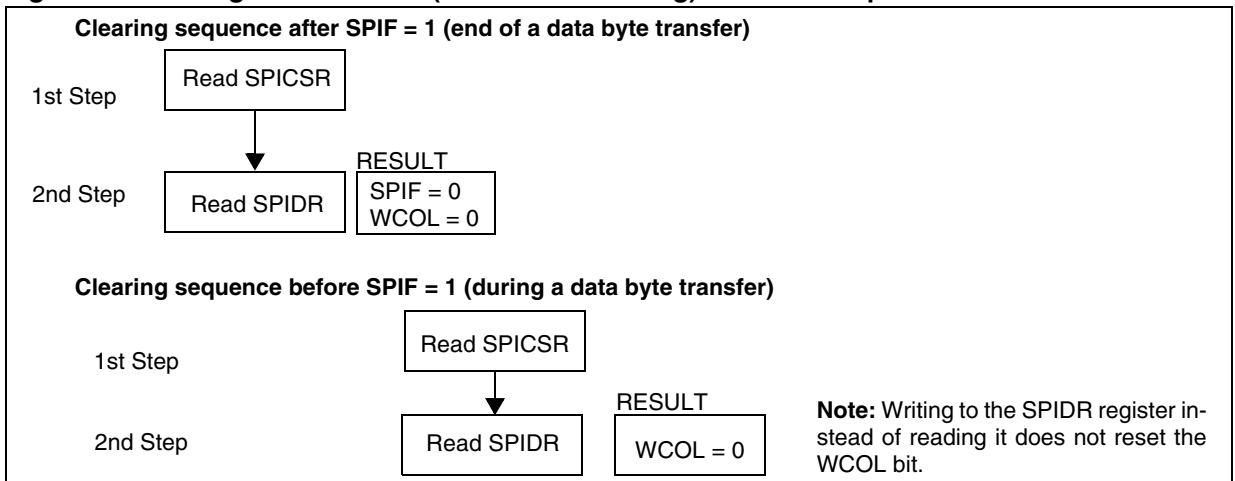 Clearing sequence after SPIF = 1 (end of a data byte transfer)
Read SPICSR
1st Step
RESULT
2nd Step
Read SPIDR
SPIF = 0
WCOL = 0
Clearing sequence before SPIF = 1 (during a data byte transfer)
Read SPICSR
1st Step
RESULT
2nd Step
Read SPIDR
WCOL = 0
Note: Writing to the SPIDR register in-
stead of reading it does not reset the
WCOL bit.